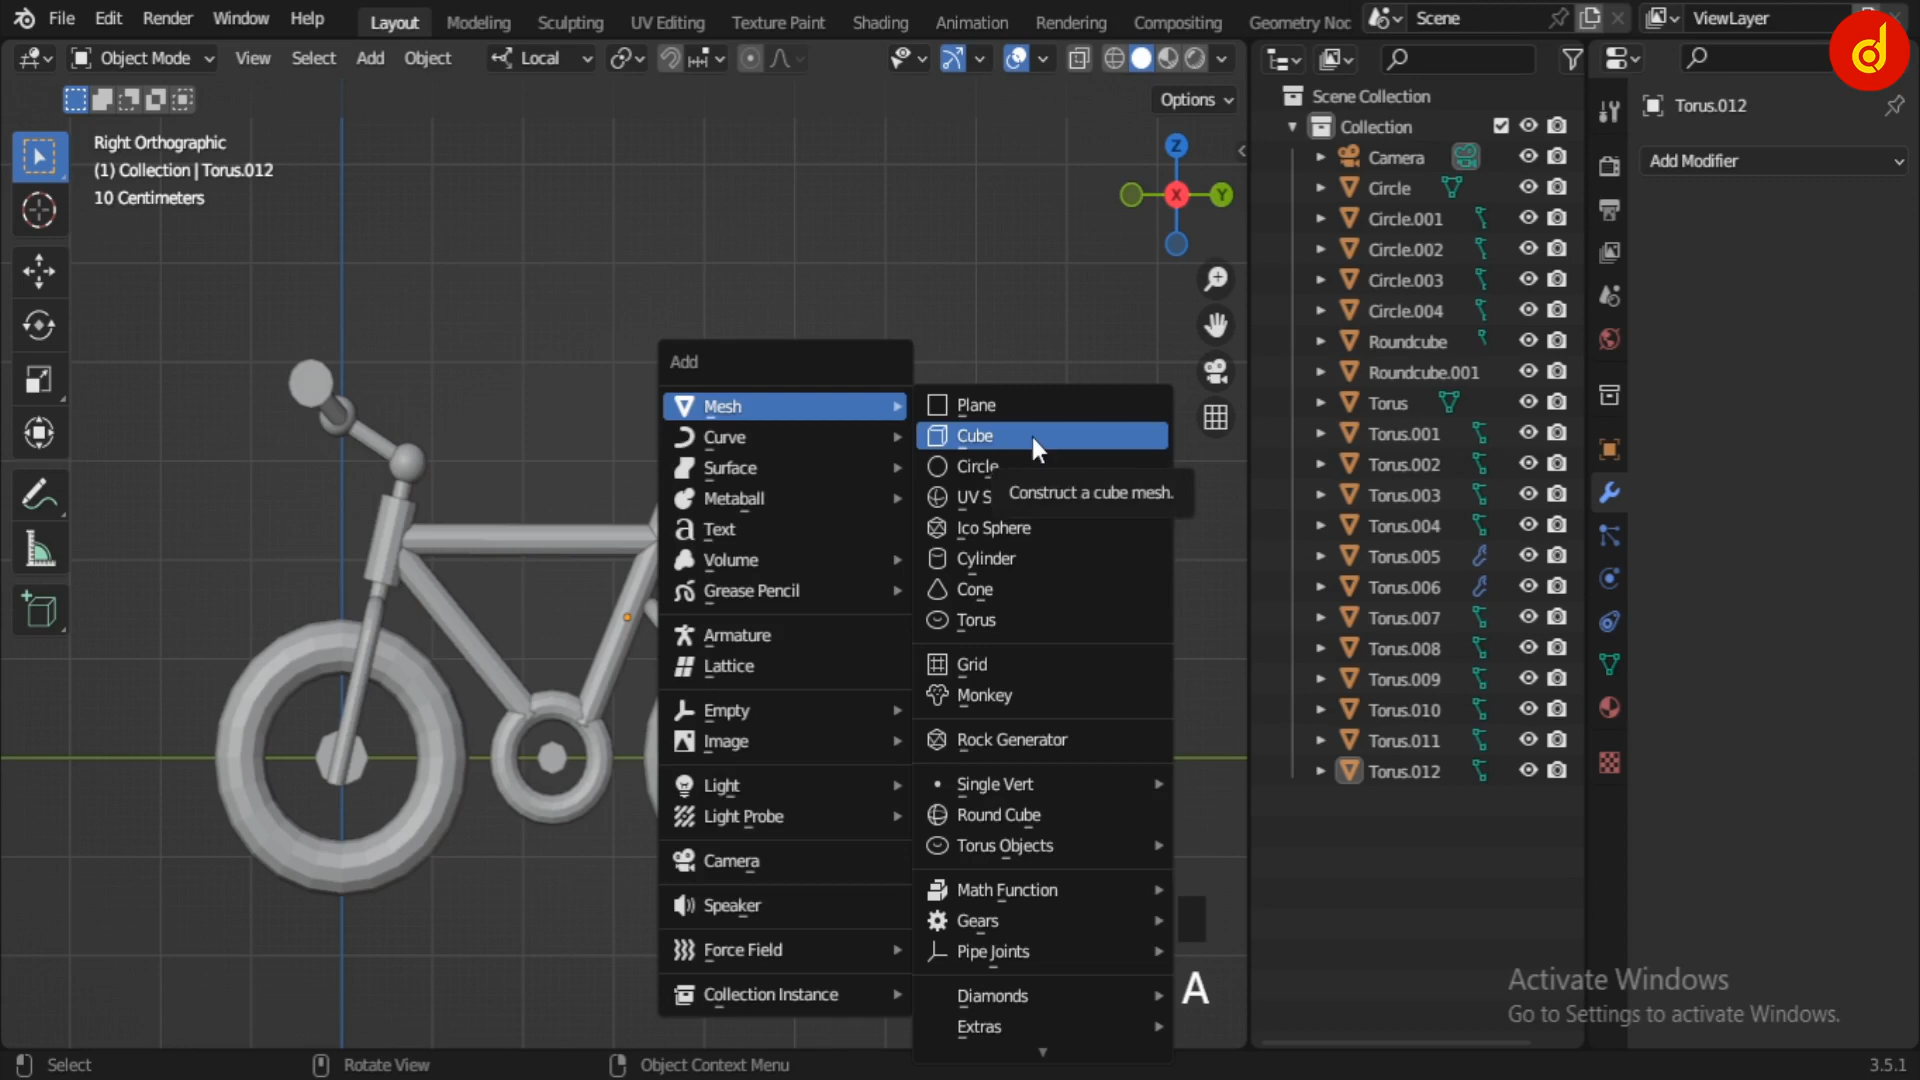 File Edit Render Window Help Layout Modeling Sculpting UV Editing Texture Paint Shading Animation Rendering Compositing Geometry Noc Scene ViewLayer
Object Mode View Select Add Object Local
Options
Right Orthographic
(1) Collection | Torus.012
10 Centimeters
Z
X
Y
Add
Mesh
Curve
Surface
Metaball
Text
Volume
Grease Pencil
Armature
Lattice
Empty
Image
Light
Light Probe
Camera
Speaker
Force Field
Collection Instance
Plane
Cube
Circle
UV S
Construct a cube mesh.
Ico Sphere
Cylinder
Cone
Torus
Grid
Monkey
Rock Generator
Single Vert
Round Cube
Torus Objects
Math Function
Gears
Pipe Joints
Diamonds
Extras
A
Scene Collection
Collection
Camera
Circle
Circle.001
Circle.002
Circle.003
Circle.004
Roundcube
Roundcube.001
Torus
Torus.001
Torus.002
Torus.003
Torus.004
Torus.005
Torus.006
Torus.007
Torus.008
Torus.009
Torus.010
Torus.011
Torus.012
Torus.012
Add Modifier
Activate Windows
Go to Settings to activate Windows.
Select Rotate View Object Context Menu 3.5.1